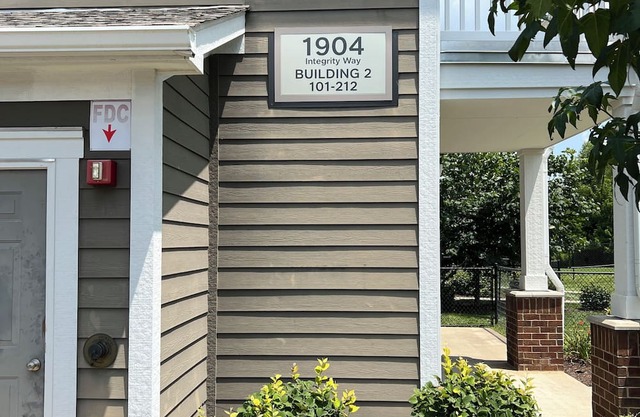 1904
Integrity Way
BUILDING 2
101-212
FDC